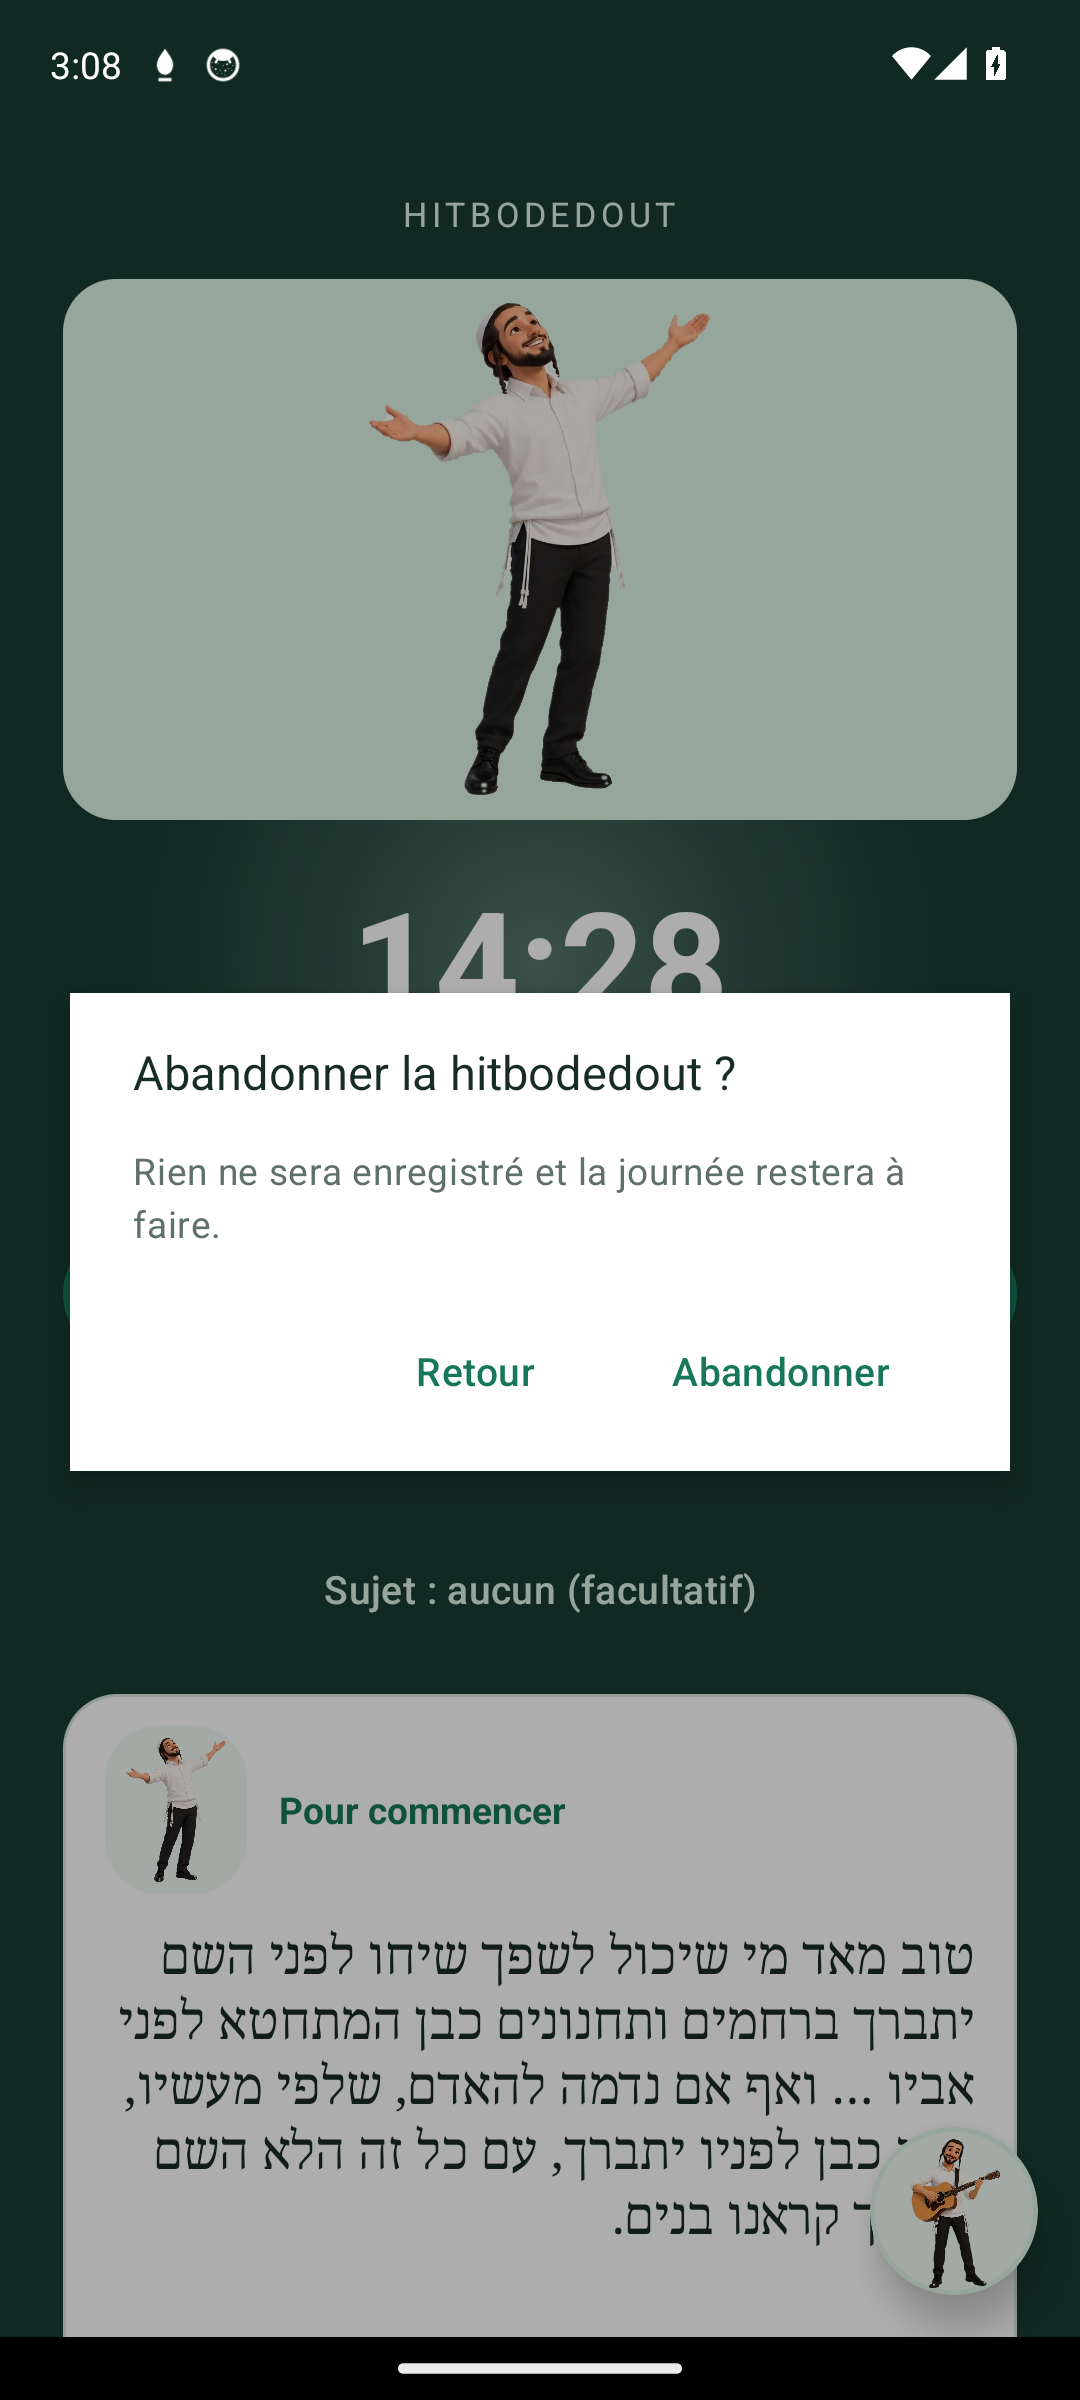 3:08
HITBODEDOUT
14:28
Abandonner la hitbodedout ?
Rien ne sera enregistré et la journée restera à
faire.
Retour
Abandonner
Sujet : aucun (facultatif)
Pour commencer
טוב מאד מי שיכול לשפך שיחו לפני השם
יתברך ברחמים ותחנונים כבן המתחטא לפני
אביו ... ואף אם נדמה להאדם, שלפי מעשיו,
כבן לפניו יתברך, עם כל זה הלא השם
קראנו בנים.